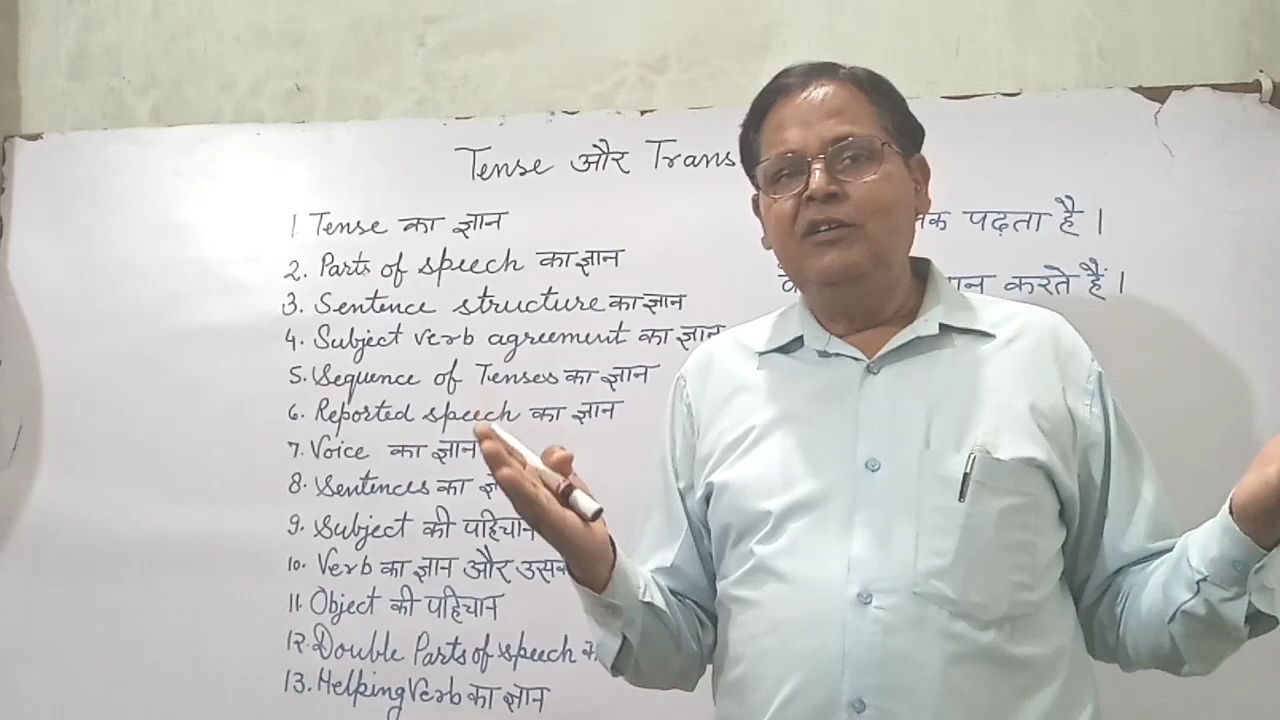 Tense और Trans
1. Tense का ज्ञान
2. Parts of speech का ज्ञान
3. Sentence structure का ज्ञान
4. Subject verb agreement का ज्ञान
5. Sequence of Tenses का ज्ञान
6. Reported speech का ज्ञान
7. Voice का ज्ञान
8. Sentences का
9. Subject की पहिचान
10. Verb का ज्ञान और
11. Object की पहिचान
12. Double Parts of speech
13. Helping Verb का ज्ञान
पढ़ता है।
करते हैं।